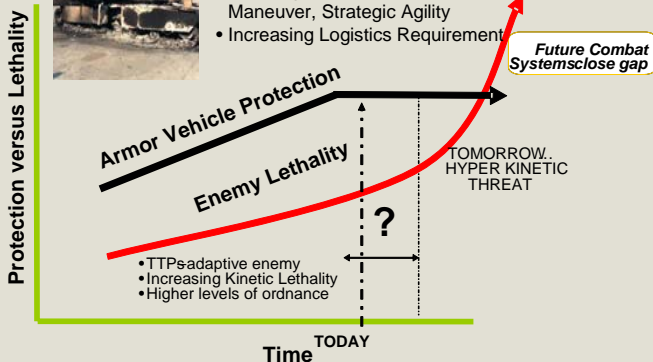 Maneuver, Strategic Agility
• Increasing Logistics Requirement
Future Combat
Systemsclose gap
Protection versus Lethality
Armor Vehicle Protection
Enemy Lethality
TOMORROW..
HYPER KINETIC
THREAT
?
•TTPs-adaptive enemy
•Increasing Kinetic Lethality
•Higher levels of ordnance
TODAY
Time